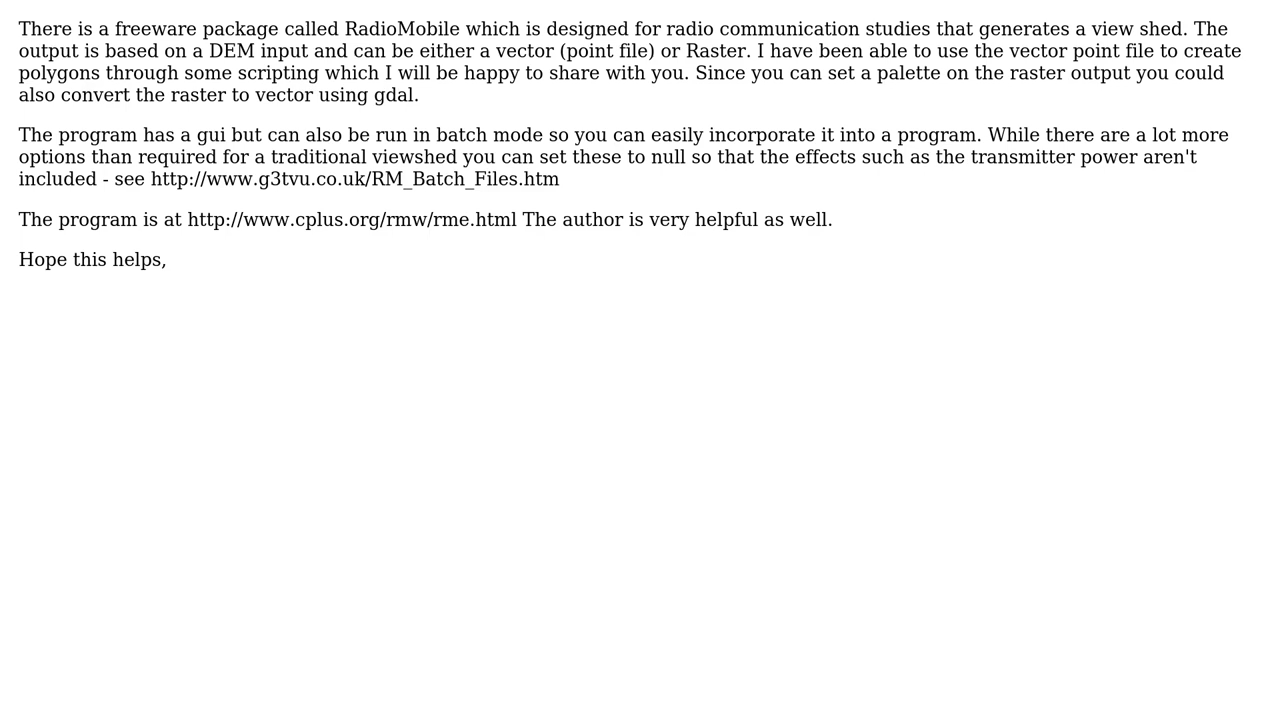 There is a freeware package called RadioMobile which is designed for radio communication studies that generates a view shed. The
output is based on a DEM input and can be either a vector (point file) or Raster. I have been able to use the vector point file to create
polygons through some scripting which I will be happy to share with you. Since you can set a palette on the raster output you could
also convert the raster to vector using gdal.
The program has a gui but can also be run in batch mode so you can easily incorporate it into a program. While there are a lot more
options than required for a traditional viewshed you can set these to null so that the effects such as the transmitter power aren't
included - see http://www.g3tvu.co.uk/RM_Batch_Files.htm
The program is at http://www.cplus.org/rmw/rme.html The author is very helpful as well.
Hope this helps,